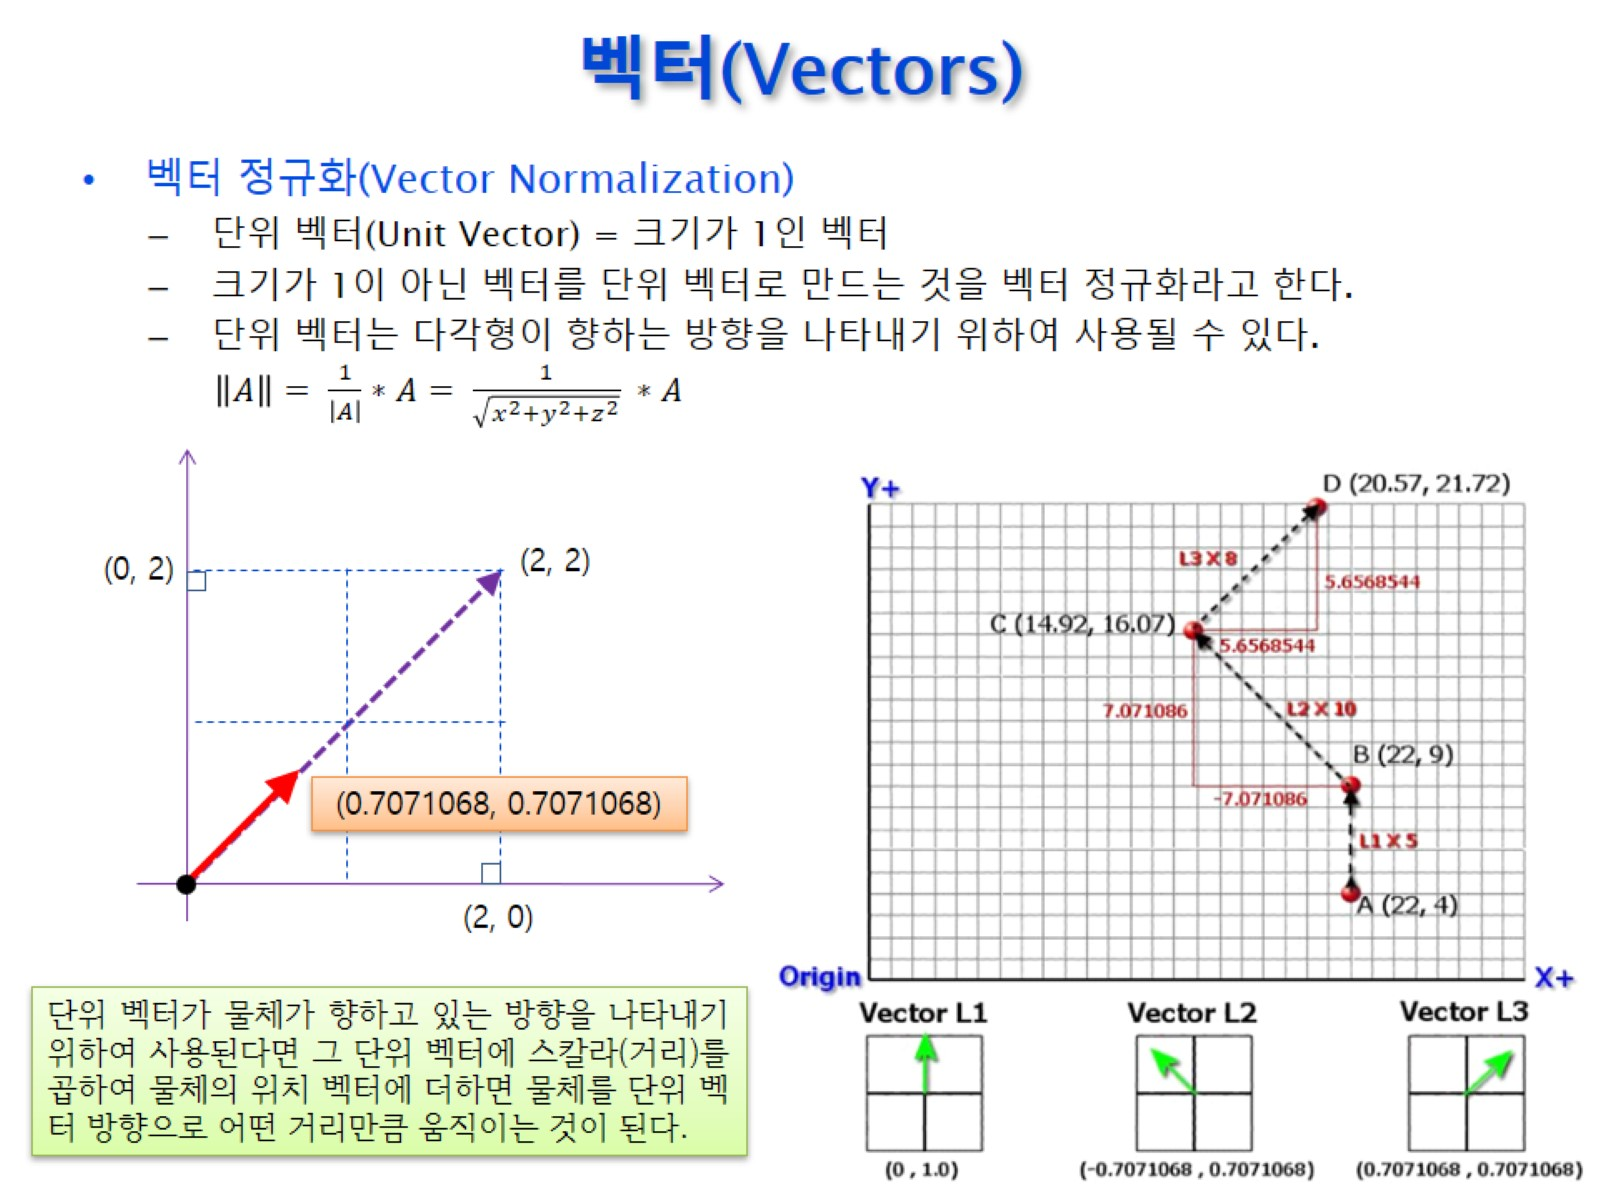 벡터(Vectors)
• 벡터 정규화(Vector Normalization)
– 단위 벡터(Unit Vector) = 크기가 1인 벡터
– 크기가 1이 아닌 벡터를 단위 벡터로 만드는 것을 벡터 정규화라고 한다.
– 단위 벡터는 다각형이 향하는 방향을 나타내기 위하여 사용될 수 있다.
‖A‖ = 1/|A| * A = 1/√(x²+y²+z²) * A
(0, 2)
(2, 2)
(0.7071068, 0.7071068)
(2, 0)
단위 벡터가 물체가 향하고 있는 방향을 나타내기
위하여 사용된다면 그 단위 벡터에 스칼라(거리)를
곱하여 물체의 위치 벡터에 더하면 물체를 단위 벡
터 방향으로 어떤 거리만큼 움직이는 것이 된다.
Y+
D (20.57, 21.72)
L3 X 8
5.6568544
C (14.92, 16.07)
5.6568544
7.071086
L2 X 10
B (22, 9)
-7.071086
L1 X 5
A (22, 4)
Origin
X+
Vector L1
Vector L2
Vector L3
(0 , 1.0)
(-0.7071068 , 0.7071068)
(0.7071068 , 0.7071068)